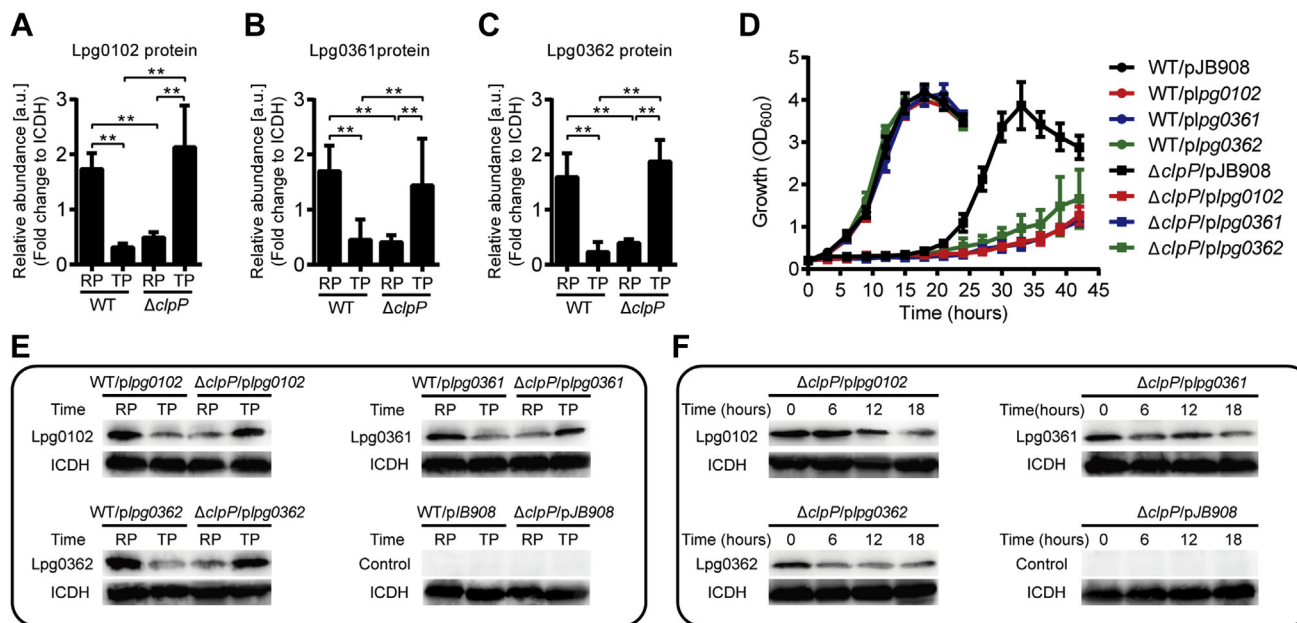 A
Lpg0102 protein
Relative abundance [a.u.]
(Fold change to ICDH)
3
2
1
0
**
**
**
**
RP TP RP TP
WT ΔclpP
B
Lpg0361protein
Relative abundance [a.u.]
(Fold change to ICDH)
3
2
1
0
**
**
**
**
RP TP RP TP
WT ΔclpP
C
Lpg0362 protein
Relative abundance [a.u.]
(Fold change to ICDH)
3
2
1
0
**
**
**
**
RP TP RP TP
WT ΔclpP
D
Growth (OD600)
5
4
3
2
1
0
0 5 10 15 20 25 30 35 40 45
Time (hours)
WT/pJB908
WT/plpg0102
WT/plpg0361
WT/plpg0362
ΔclpP/pJB908
ΔclpP/plpg0102
ΔclpP/plpg0361
ΔclpP/plpg0362
E
WT/plpg0102 ΔclpP/plpg0102
Time RP TP RP TP
Lpg0102
ICDH
WT/plpg0361 ΔclpP/plpg0361
Time RP TP RP TP
Lpg0361
ICDH
WT/plpg0362 ΔclpP/plpg0362
Time RP TP RP TP
Lpg0362
ICDH
WT/pIB908 ΔclpP/pJB908
Time RP TP RP TP
Control
ICDH
F
ΔclpP/plpg0102
Time (hours) 0 6 12 18
Lpg0102
ICDH
ΔclpP/plpg0361
Time(hours) 0 6 12 18
Lpg0361
ICDH
ΔclpP/plpg0362
Time (hours) 0 6 12 18
Lpg0362
ICDH
ΔclpP/pJB908
Time (hours) 0 6 12 18
Control
ICDH